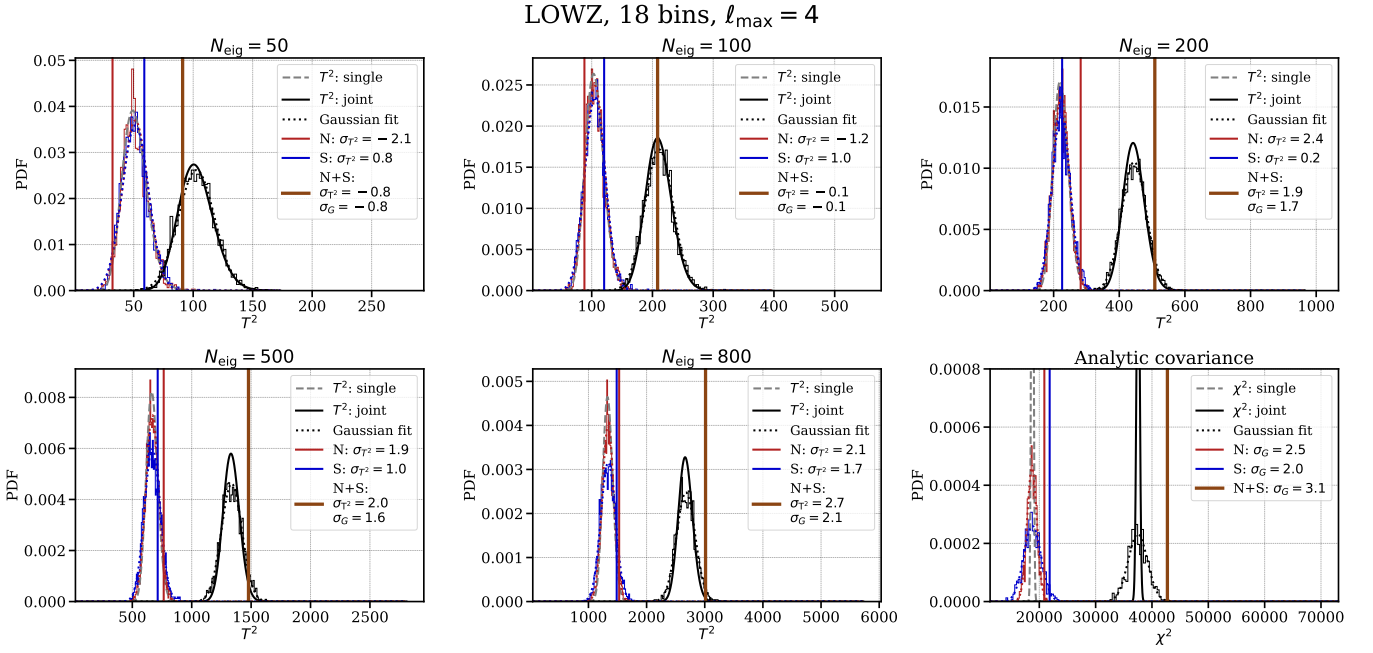 LOWZ, 18 bins, ℓmax = 4
Neig = 50
0.05
0.04
0.03
0.02
0.01
0.00
PDF
50 100 150 200 250
T²
T²: single
T²: joint
Gaussian fit
N: σT² = −2.1
S: σT² = 0.8
N+S:
σT² = −0.8
σG = −0.8
Neig = 100
0.025
0.020
0.015
0.010
0.005
0.000
PDF
100 200 300 400 500
T²
T²: single
T²: joint
Gaussian fit
N: σT² = −1.2
S: σT² = 1.0
N+S:
σT² = −0.1
σG = −0.1
Neig = 200
0.015
0.010
0.005
0.000
PDF
200 400 600 800 1000
T²
T²: single
T²: joint
Gaussian fit
N: σT² = 2.4
S: σT² = 0.2
N+S:
σT² = 1.9
σG = 1.7
Neig = 500
0.008
0.006
0.004
0.002
0.000
PDF
500 1000 1500 2000 2500
T²
T²: single
T²: joint
Gaussian fit
N: σT² = 1.9
S: σT² = 1.0
N+S:
σT² = 2.0
σG = 1.6
Neig = 800
0.005
0.004
0.003
0.002
0.001
0.000
PDF
1000 2000 3000 4000 5000 6000
T²
T²: single
T²: joint
Gaussian fit
N: σT² = 2.1
S: σT² = 1.7
N+S:
σT² = 2.7
σG = 2.1
Analytic covariance
0.0008
0.0006
0.0004
0.0002
0.0000
PDF
20000 30000 40000 50000 60000 70000
χ²
χ²: single
χ²: joint
Gaussian fit
N: σG = 2.5
S: σG = 2.0
N+S: σG = 3.1